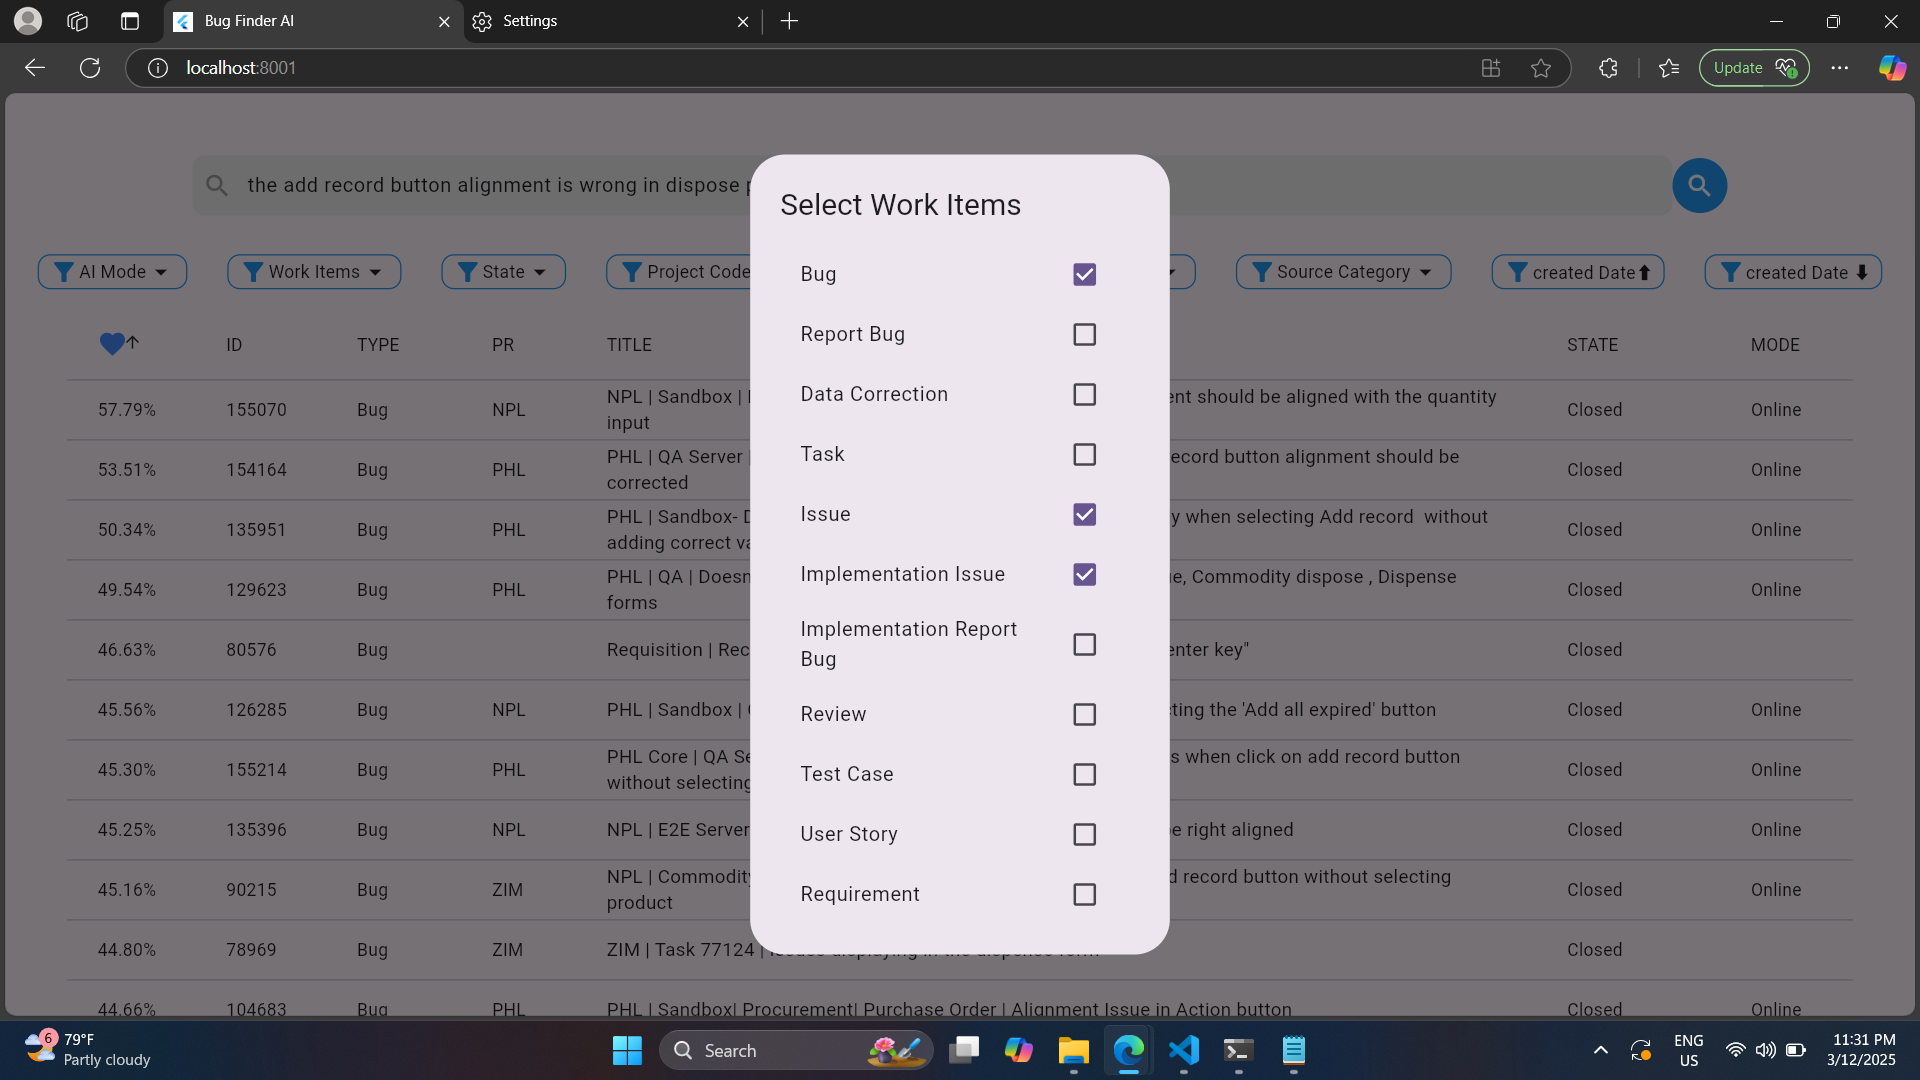 Bug Finder AI
Settings
localhost:8001
Update
the add record button alignment is wrong in dispose
Select Work Items
Bug
Report Bug
Data Correction
Task
Issue
Implementation Issue
Implementation Report
Bug
Review
Test Case
User Story
Requirement
AI Mode
Work Items
State
Project Code
Source Category
created Date
created Date
ID TYPE PR TITLE STATE MODE
57.79% 155070 Bug NPL NPL | Sandbox | ent should be aligned with the quantity Closed Online
input
53.51% 154164 Bug PHL PHL | QA Server | ecord button alignment should be Closed Online
corrected
50.34% 135951 Bug PHL PHL | Sandbox- y when selecting Add record without Closed Online
adding correct
49.54% 129623 Bug PHL PHL | QA | , Commodity dispose , Dispense Closed Online
forms
46.63% 80576 Bug Requisition | enter key" Closed
45.56% 126285 Bug NPL PHL | Sandbox | cting the 'Add all expired' button Closed Online
45.30% 155214 Bug PHL PHL Core | QA s when click on add record button Closed Online
without selecting
45.25% 135396 Bug NPL NPL | E2E Server e right aligned Closed Online
45.16% 90215 Bug ZIM NPL | Commodity d record button without selecting Closed Online
product
44.80% 78969 Bug ZIM ZIM | Task 77124 | Closed
44.66% 104683 Bug PHL PHL | Sandbox| Procurement| Purchase Order | Alignment Issue in Action button Closed Online
6
79°F
Partly cloudy
Search
ENG
US
11:31 PM
3/12/2025